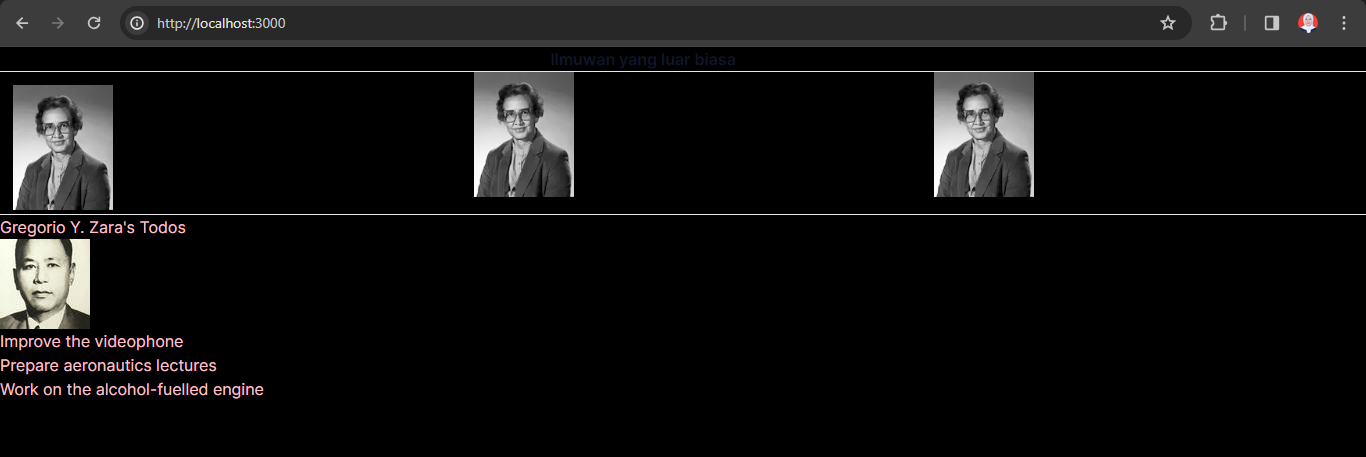 http://localhost:3000
Ilmuwan yang luar biasa
Gregorio Y. Zara's Todos
Improve the videophone
Prepare aeronautics lectures
Work on the alcohol-fuelled engine